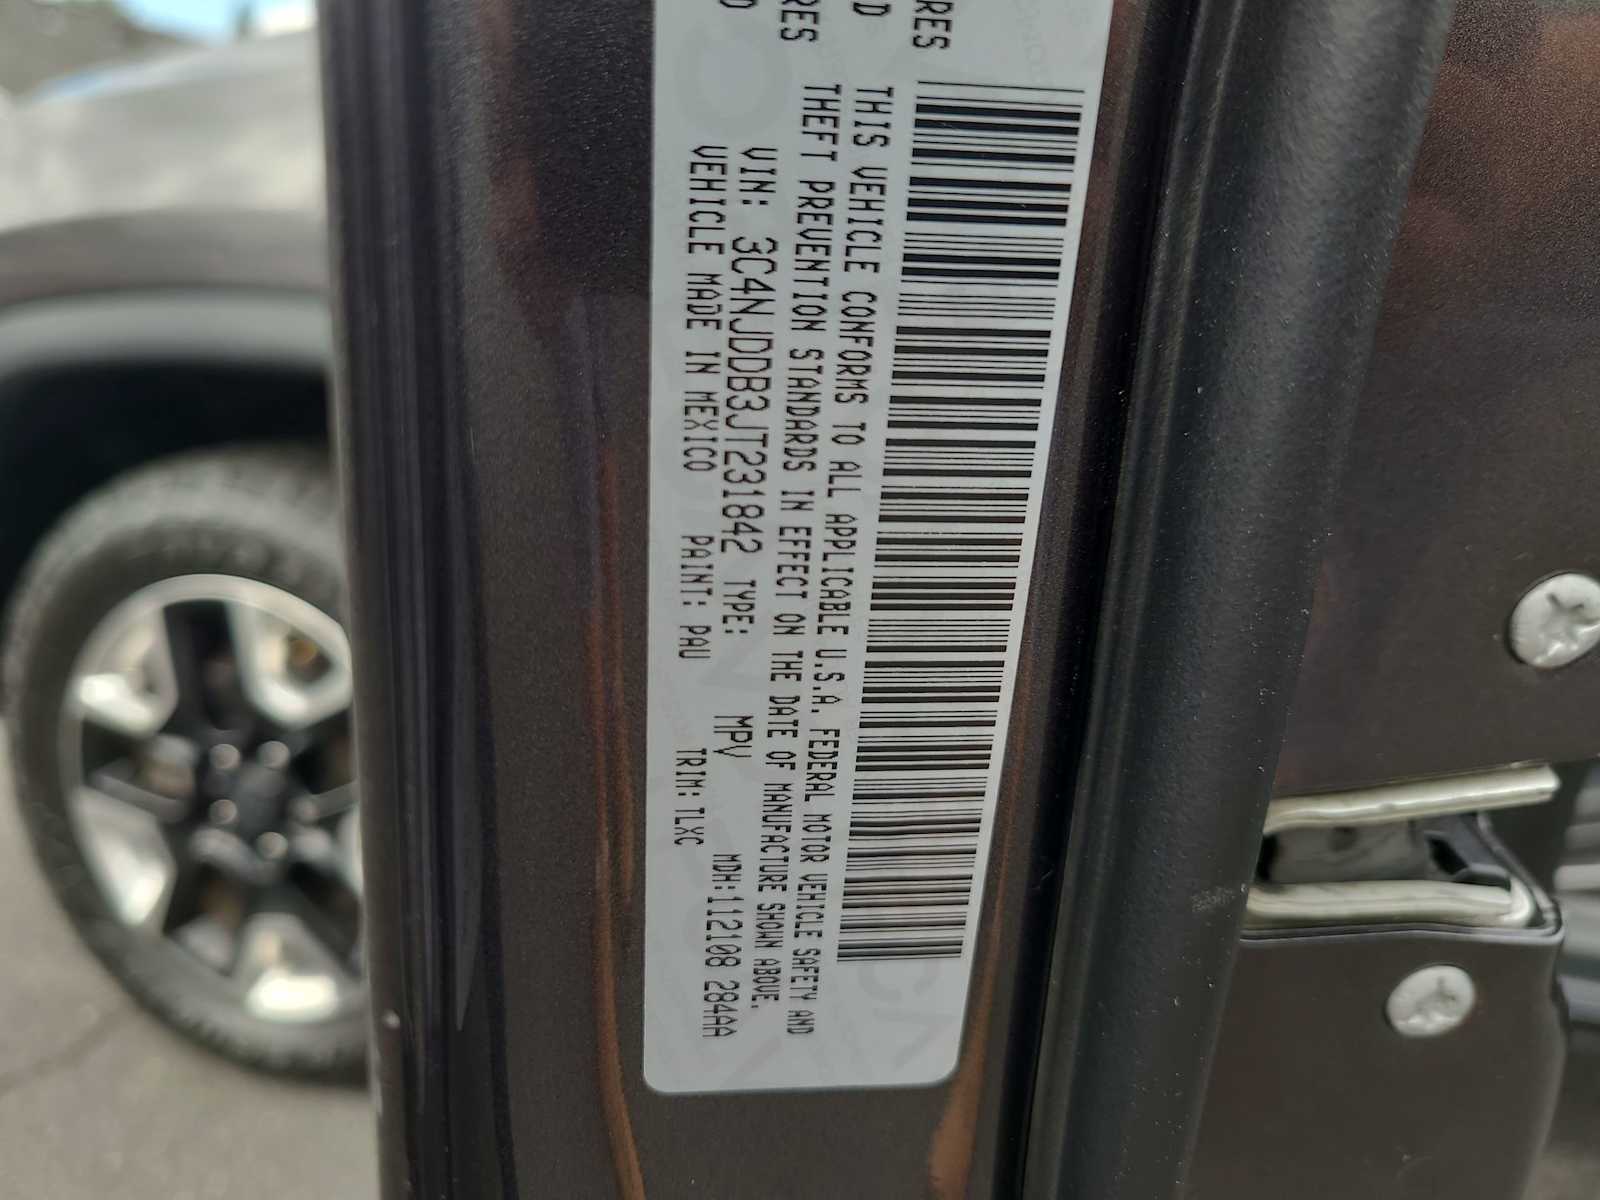 RES
D
RES
D
THIS VEHICLE CONFORMS TO ALL APPLICABLE U.S.A. FEDERAL MOTOR VEHICLE SAFETY AND
THEFT PREVENTION STANDARDS IN EFFECT ON THE DATE OF MANUFACTURE SHOWN ABOVE.
VIN: 3C4NJDDB3JT231842 TYPE: MPV MDH:112108 284AA
VEHICLE MADE IN MEXICO PAINT: PAU TRIM: TLXC